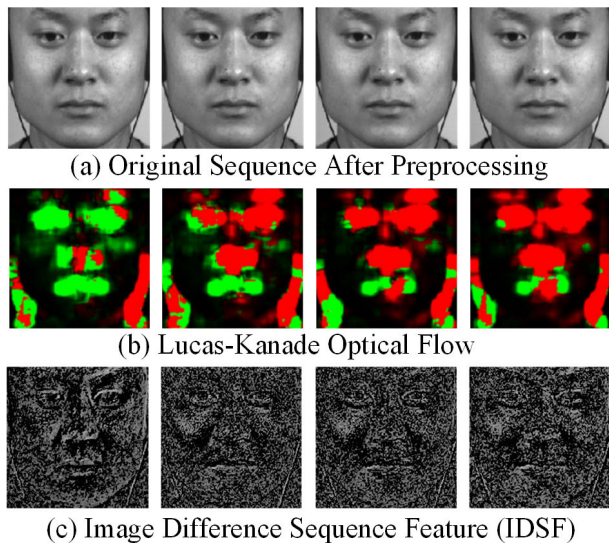 (a) Original Sequence After Preprocessing
(b) Lucas-Kanade Optical Flow
(c) Image Difference Sequence Feature (IDSF)